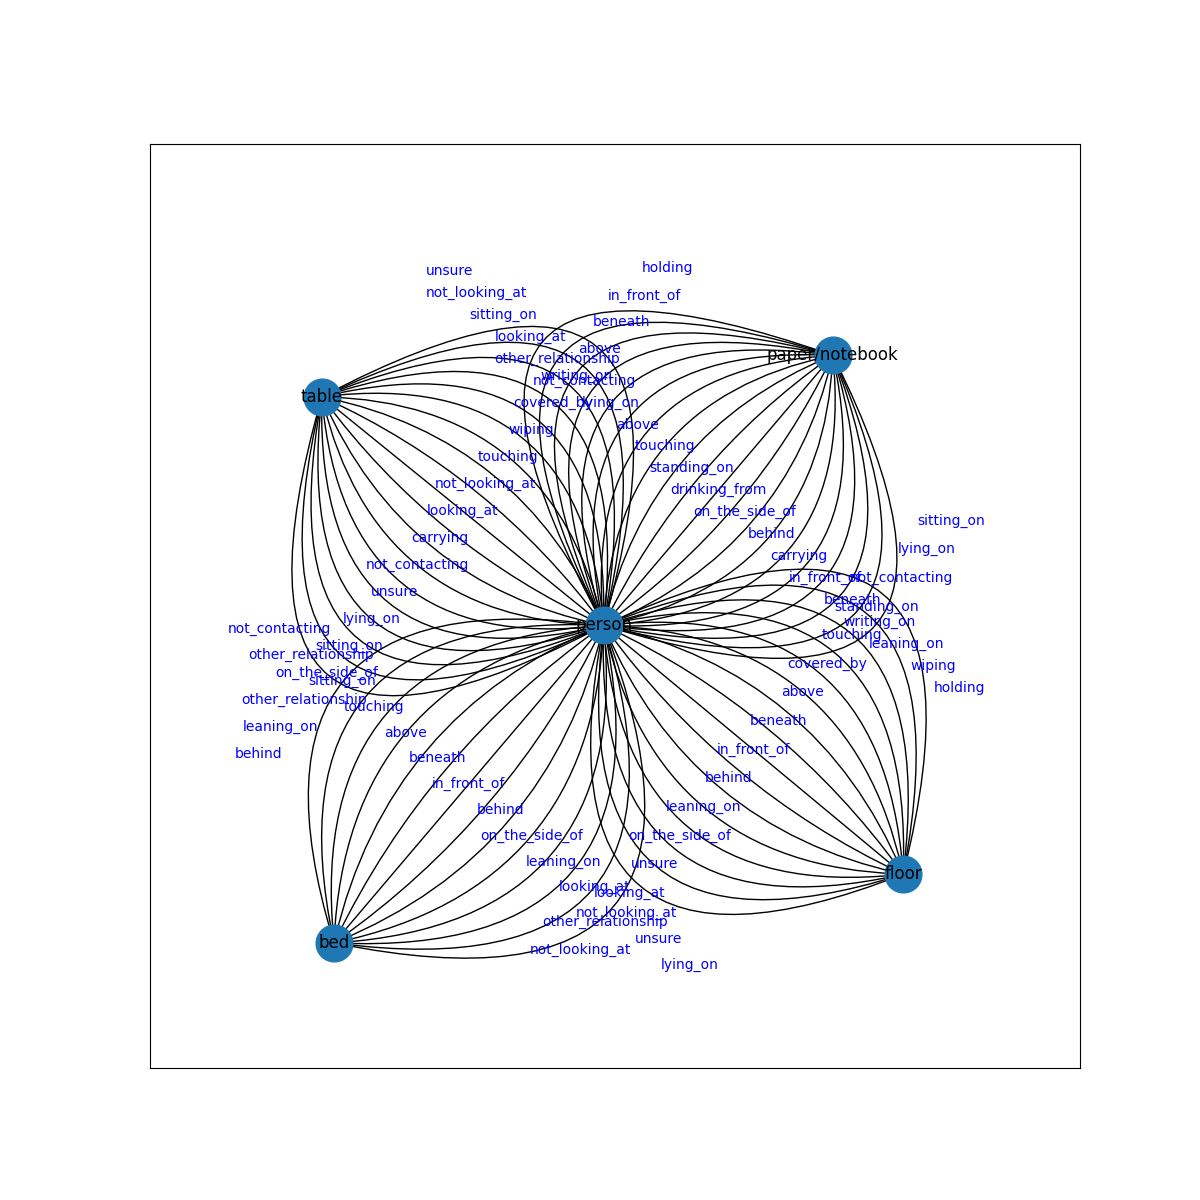 holding
unsure
not_looking_at
in_front_of
sitting_on
beneath
looking_at
above
other_relationship
paper/notebook
writing_on
not_contacting
table
covered_by
lying_on
above
wiping
touching
touching
standing_on
not_looking_at
drinking_from
looking_at
on_the_side_of
sitting_on
behind
carrying
lying_on
carrying
not_contacting
in_front_of
not_contacting
unsure
beneath
standing_on
lying_on
writing_on
person
not_contacting
touching
sitting_on
leaning_on
other_relationship
covered_by
wiping
on_the_side_of
sitting_on
holding
above
other_relationship
touching
beneath
leaning_on
above
in_front_of
behind
beneath
behind
in_front_of
leaning_on
behind
on_the_side_of
on_the_side_of
leaning_on
unsure
floor
looking_at
looking_at
not_looking_at
other_relationship
unsure
bed
not_looking_at
lying_on